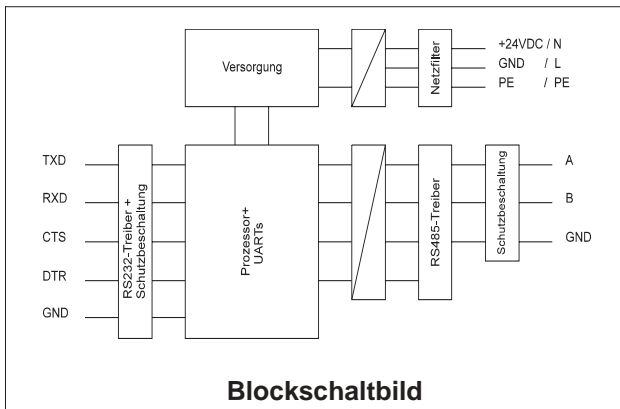 Versorgung
Netzfilter
+24VDC / N
GND / L
PE / PE
TXD
RXD
CTS
DTR
GND
RS232-Treiber +
Schutzbeschaltung
Prozessor+
UARTs
RS485-Treiber
Schutzbeschaltung
A
B
GND
Blockschaltbild